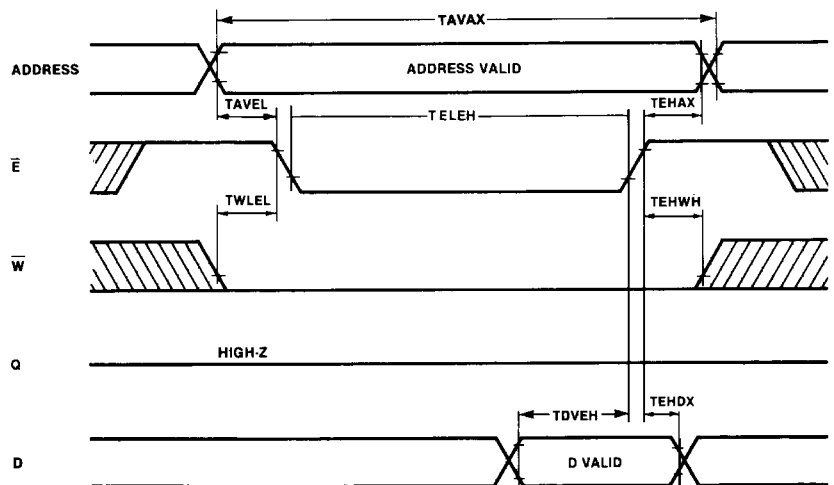 TAVAX
ADDRESS
ADDRESS VALID
TAVEL
TELEH
TEHAX
E̅
TWLEL
TEHWH
W̅
HIGH-Z
Q
TDVEH
TEHDX
D
D VALID